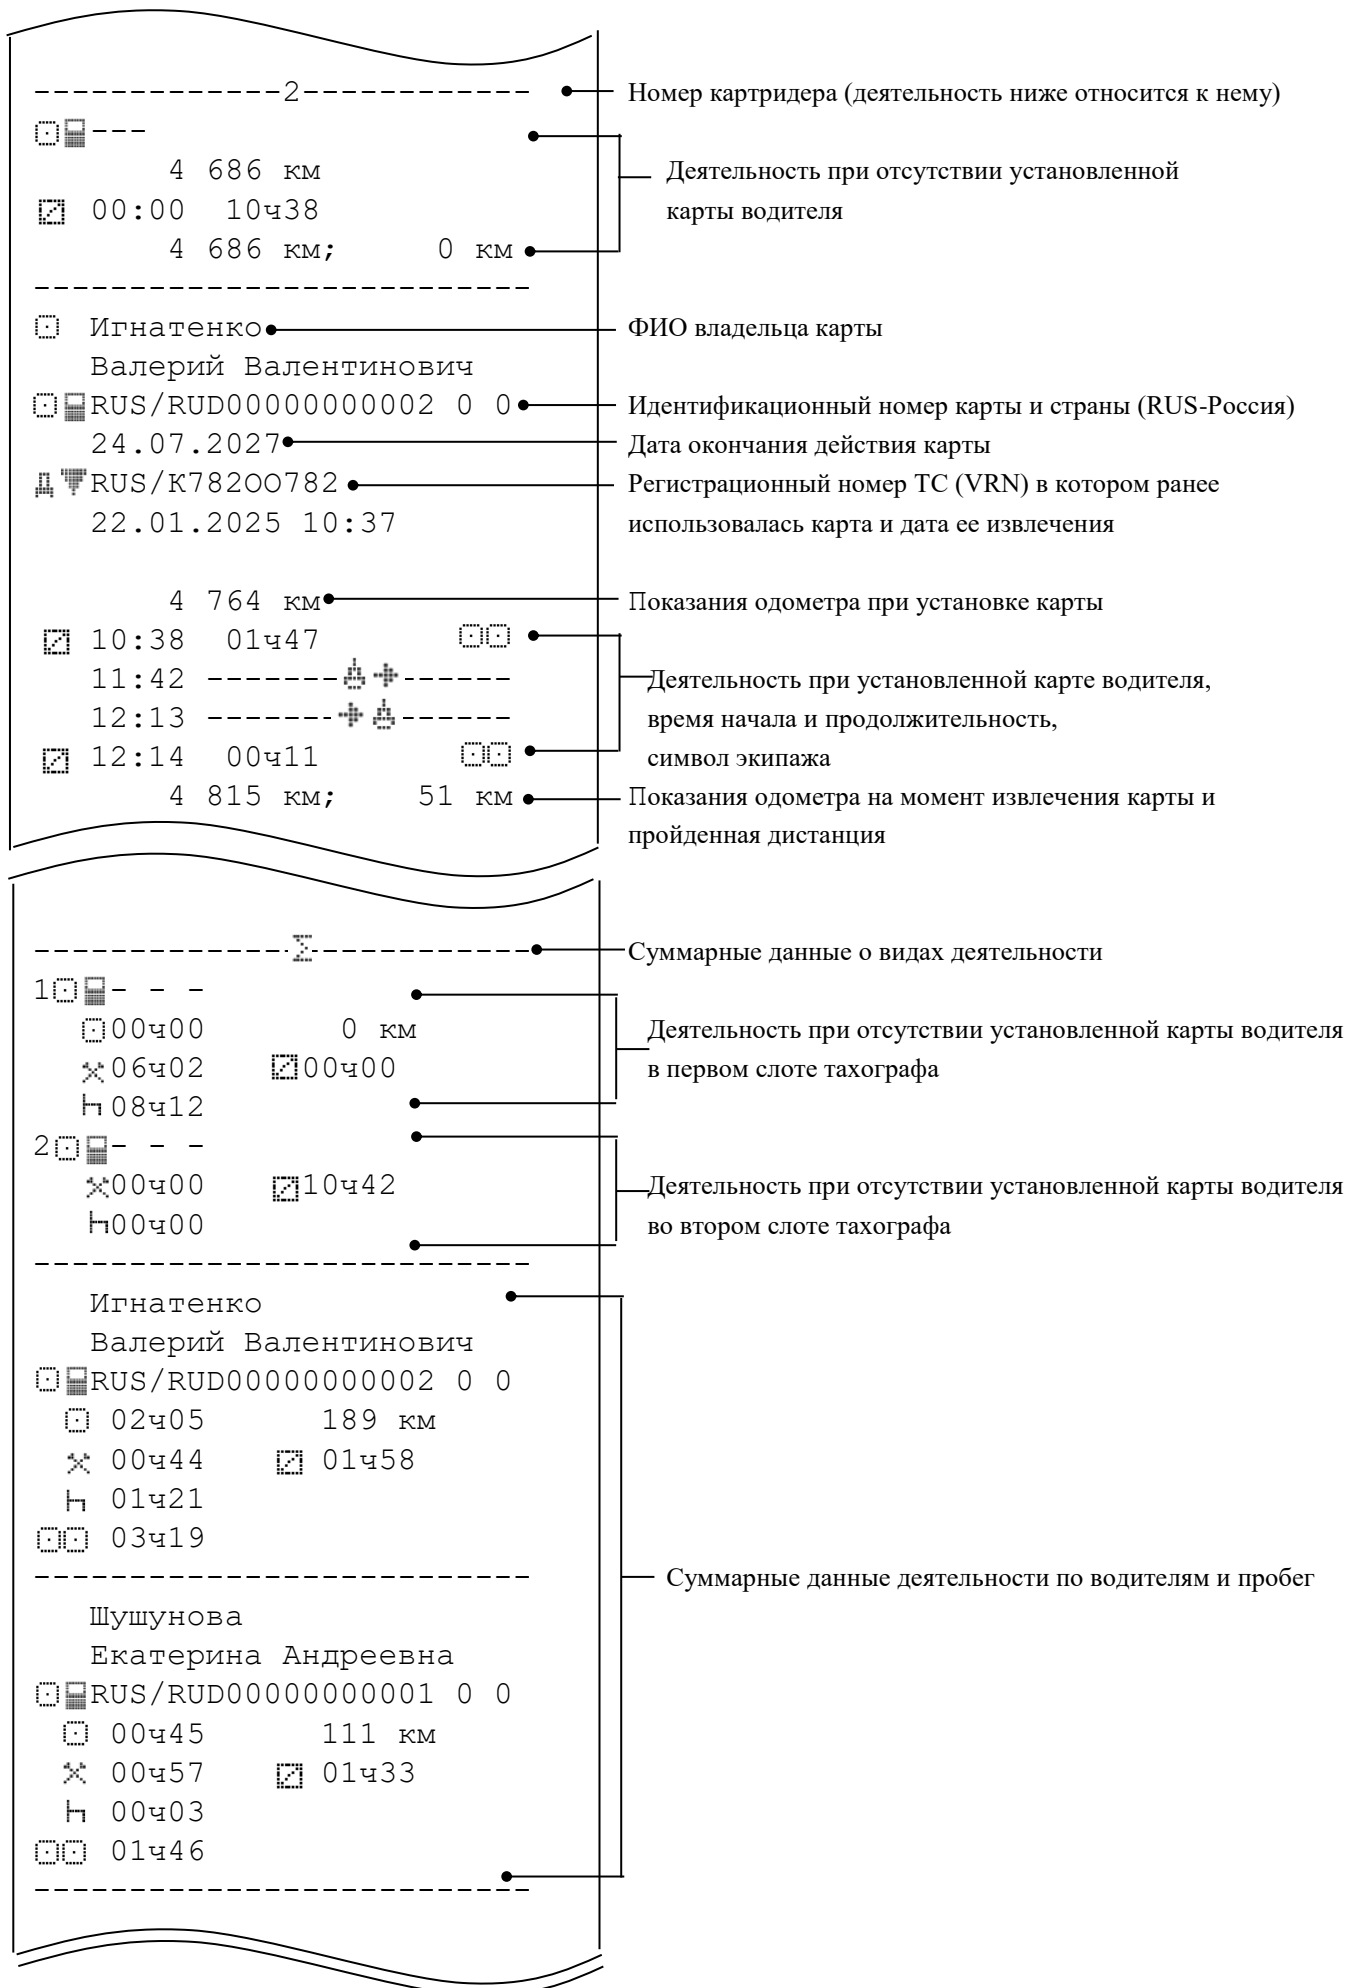 -------------2------------
Номер картридера (деятельность ниже относится к нему)
---
4 686 км
Деятельность при отсутствии установленной
00:00 10ч38
карты водителя
4 686 км; 0 км
--------------------------
Игнатенко
ФИО владельца карты
Валерий Валентинович
RUS/RUD00000000002 0 0
Идентификационный номер карты и страны (RUS-Россия)
24.07.2027
Дата окончания действия карты
RUS/К782ОО782
Регистрационный номер ТС (VRN) в котором ранее
22.01.2025 10:37
использовалась карта и дата ее извлечения
4 764 км
Показания одометра при установке карты
10:38 01ч47
11:42 ------- ------
Деятельность при установленной карте водителя,
12:13 ------- ------
время начала и продолжительность,
12:14 00ч11
символ экипажа
4 815 км; 51 км
Показания одометра на момент извлечения карты и
пройденная дистанция
-------------Σ------------
Суммарные данные о видах деятельности
1 - - -
00ч00 0 км
Деятельность при отсутствии установленной карты водителя
06ч02 00ч00
в первом слоте тахографа
08ч12
2 - - -
00ч00 10ч42
Деятельность при отсутствии установленной карты водителя
00ч00
во втором слоте тахографа
--------------------------
Игнатенко
Валерий Валентинович
RUS/RUD00000000002 0 0
02ч05 189 км
00ч44 01ч58
01ч21
03ч19
--------------------------
Суммарные данные деятельности по водителям и пробег
Шушунова
Екатерина Андреевна
RUS/RUD00000000001 0 0
00ч45 111 км
00ч57 01ч33
00ч03
01ч46
--------------------------